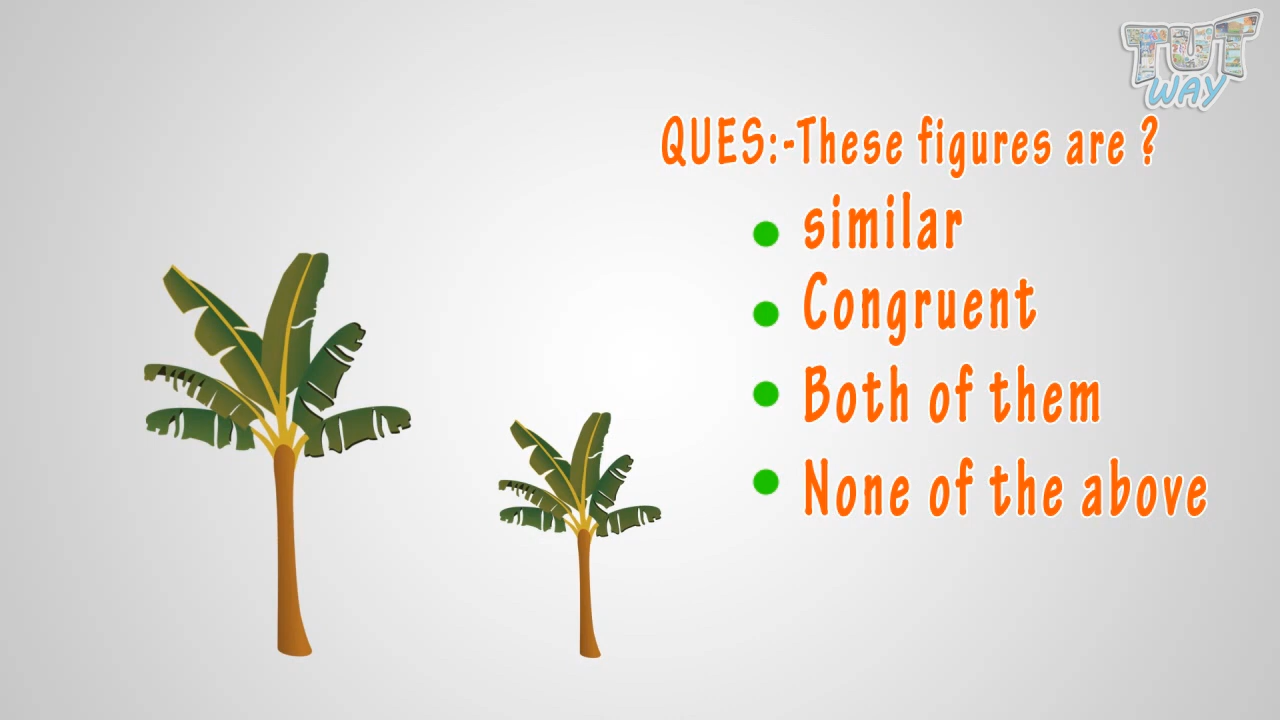 TUT
WAY
QUES:-These figures are ?
similar
Congruent
Both of them
None of the above